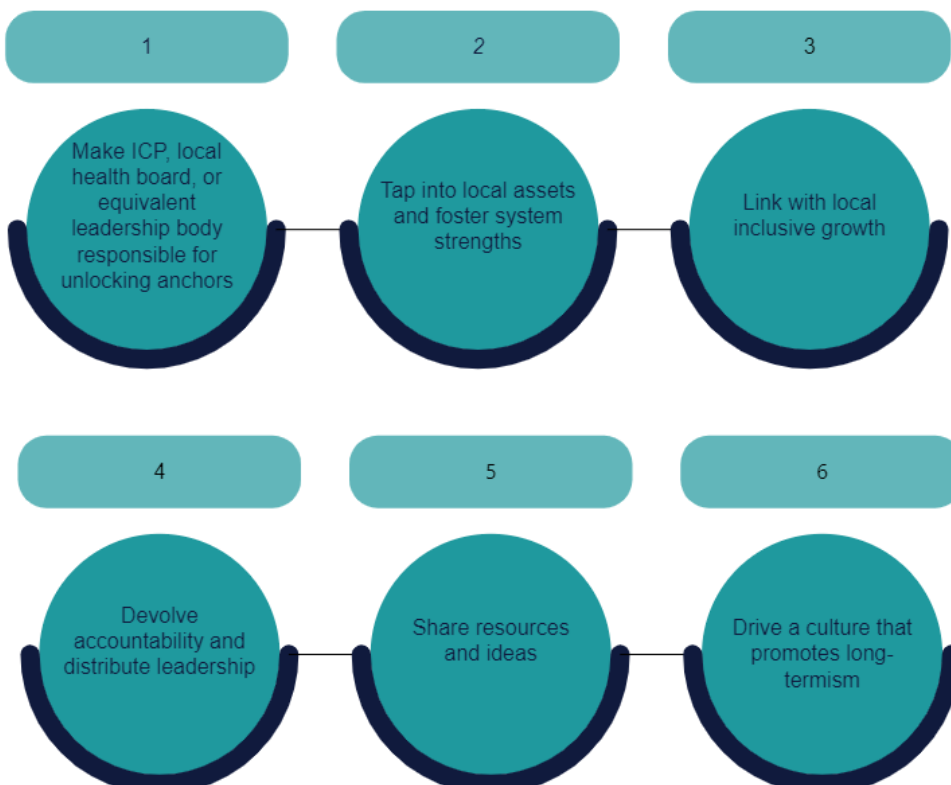 1
2
3
Make ICP, local
health board, or
equivalent
leadership body
responsible for
unlocking anchors
Tap into local assets
and foster system
strengths
Link with local
inclusive growth
4
5
6
Devolve
accountability and
distribute leadership
Share resources
and ideas
Drive a culture that
promotes long-
termism